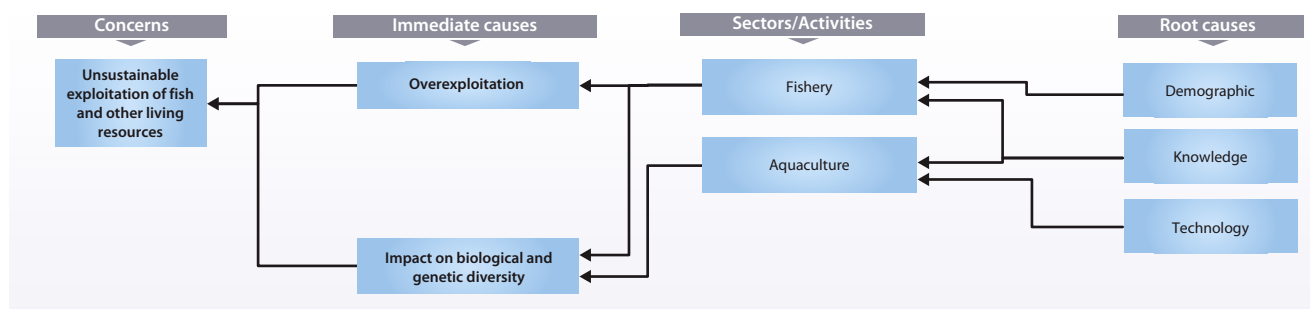 Concerns
Immediate causes
Sectors/Activities
Root causes
Unsustainable
exploitation of fish
and other living
resources
Overexploitation
Impact on biological and
genetic diversity
Fishery
Aquaculture
Demographic
Knowledge
Technology